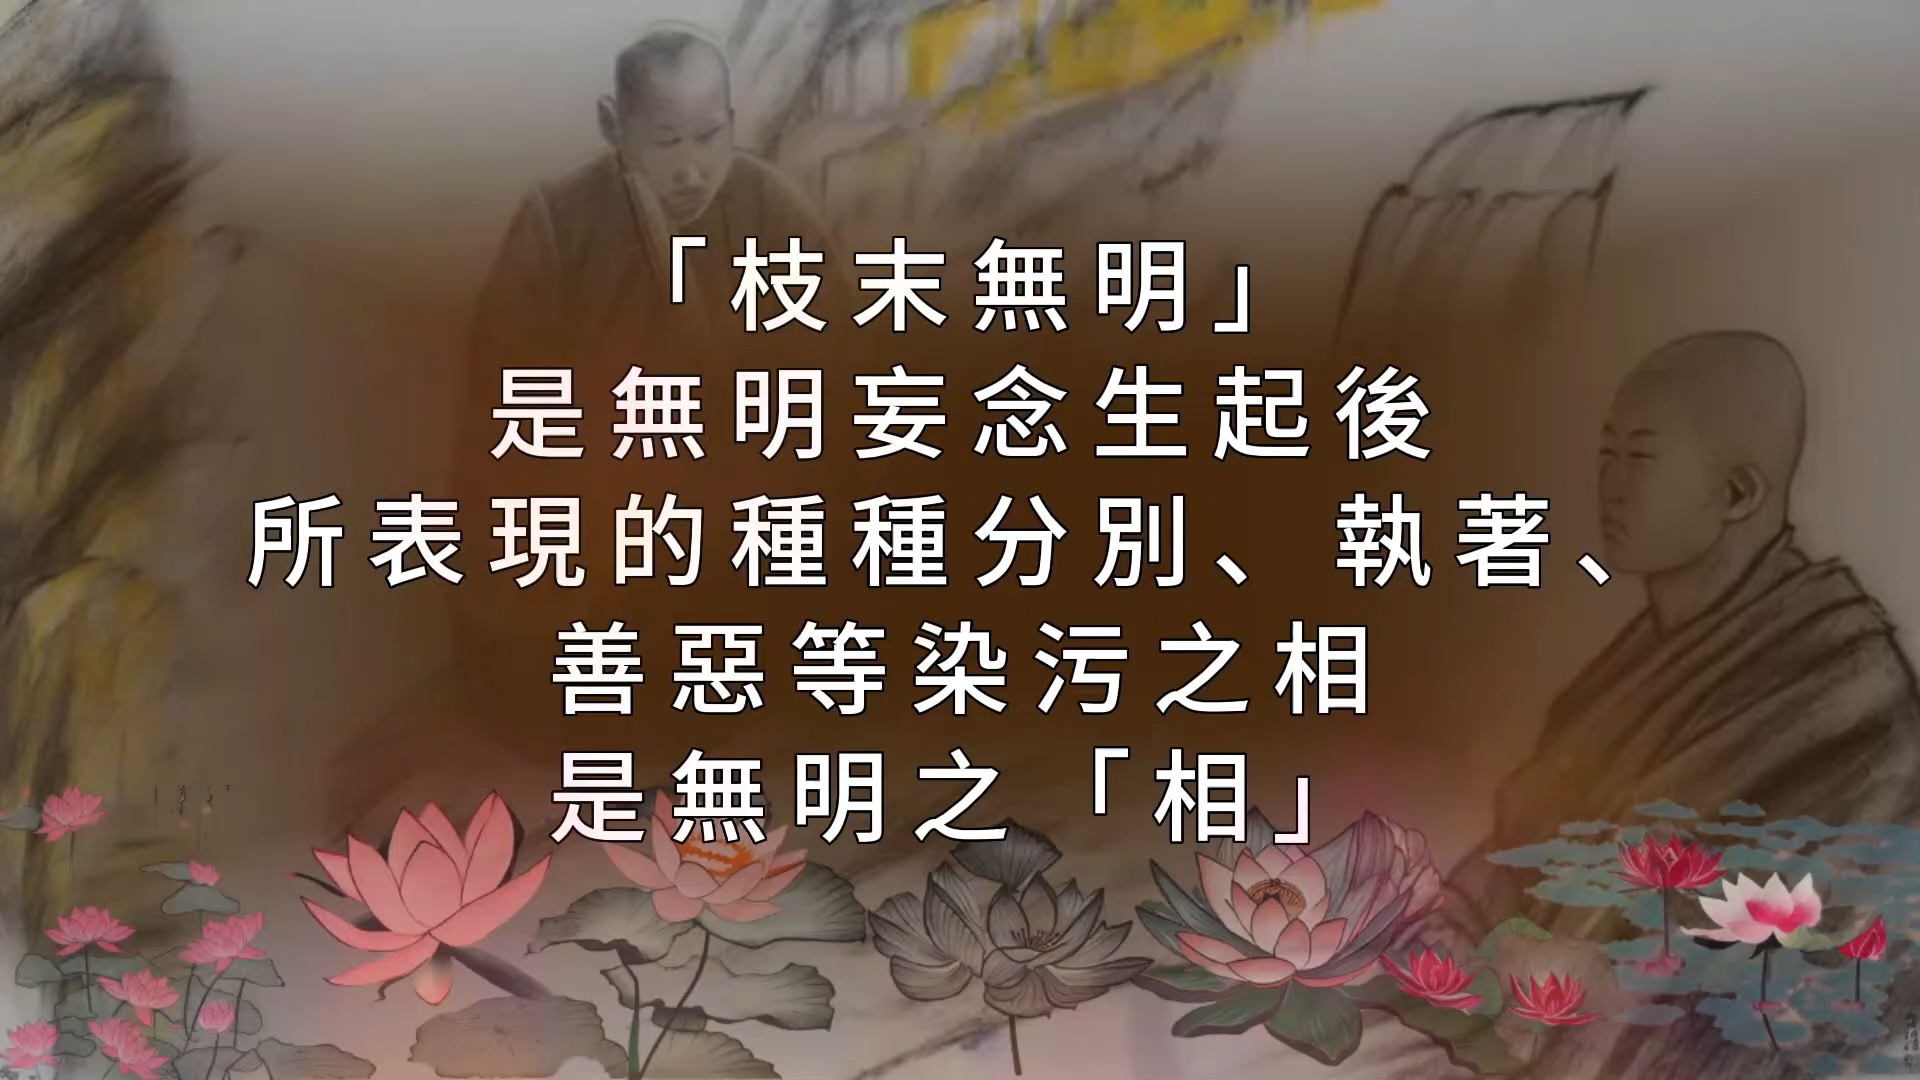 「枝末無明」
是無明妄念生起後
所表現的種種分別、執著、
善惡等染污之相
是無明之「相」